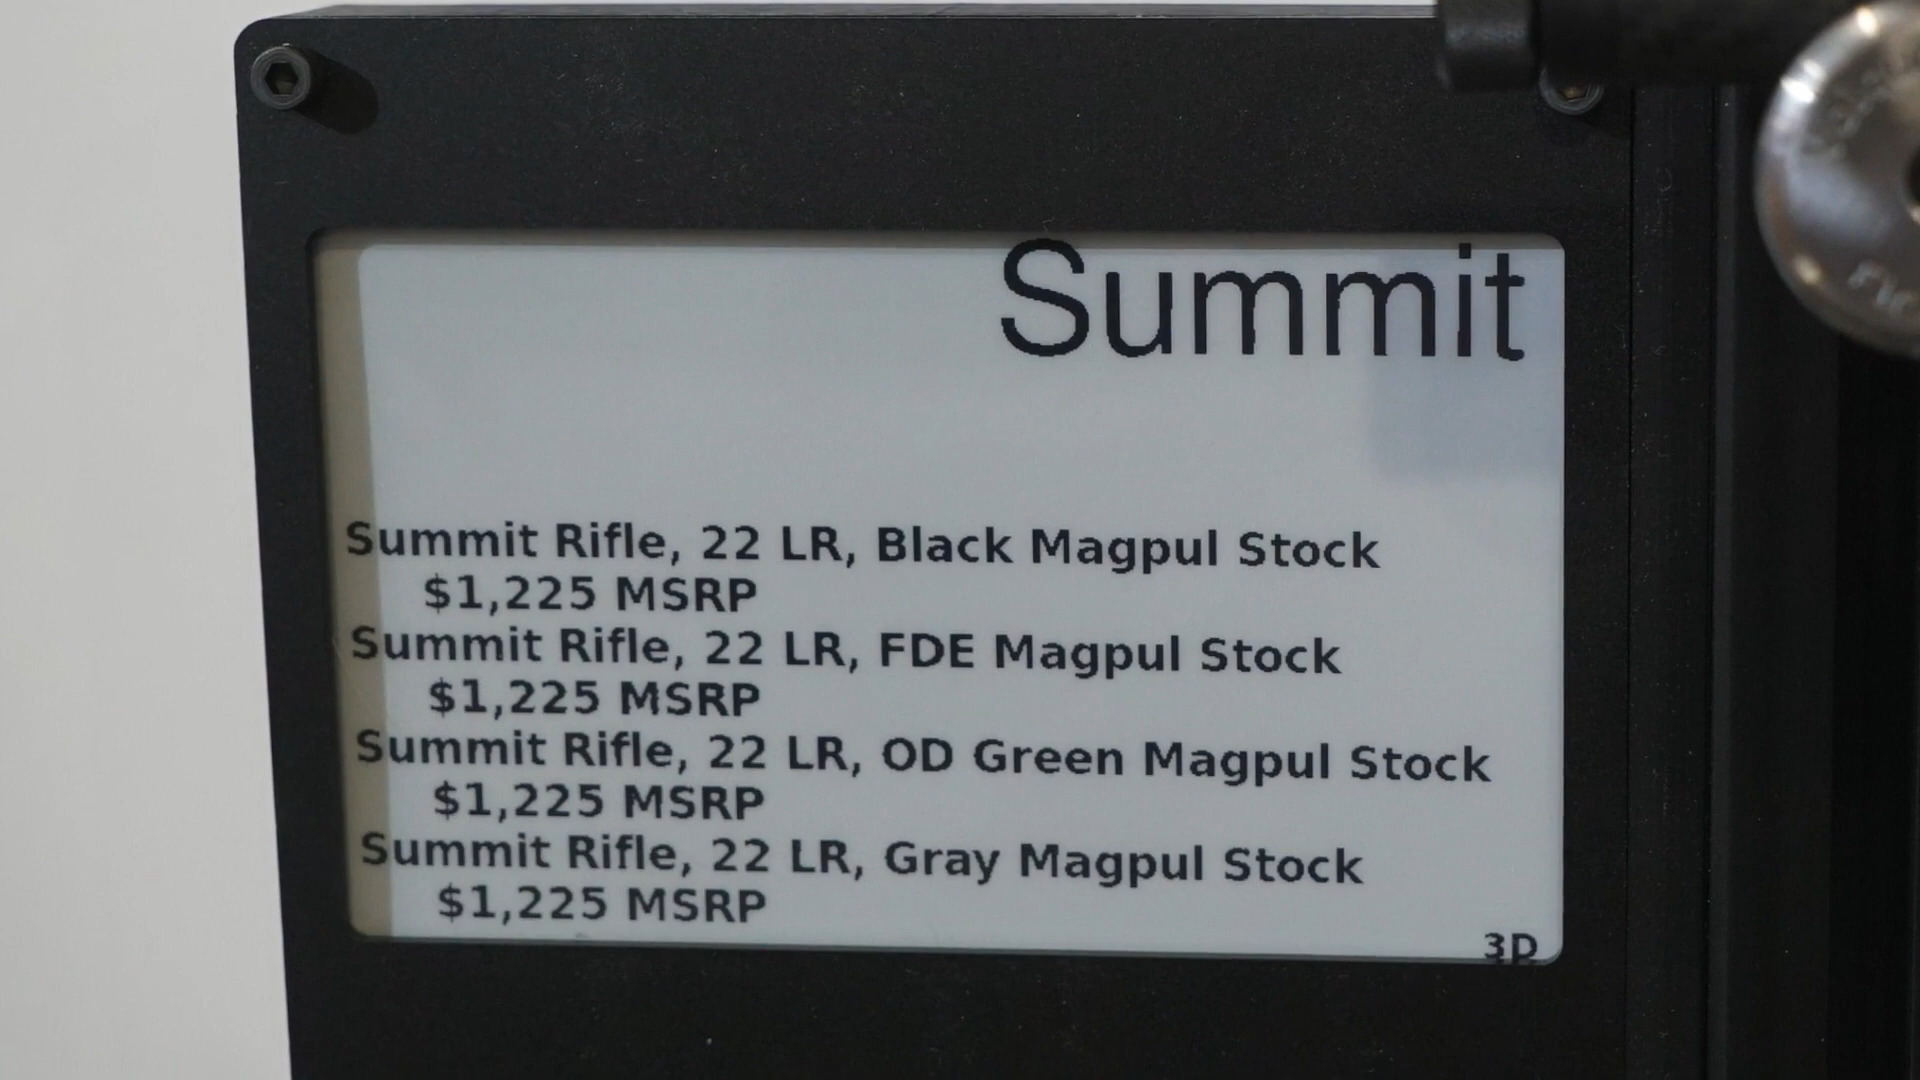 Summit
Summit Rifle, 22 LR, Black Magpul Stock
$1,225 MSRP
Summit Rifle, 22 LR, FDE Magpul Stock
$1,225 MSRP
Summit Rifle, 22 LR, OD Green Magpul Stock
$1,225 MSRP
Summit Rifle, 22 LR, Gray Magpul Stock
$1,225 MSRP
3D